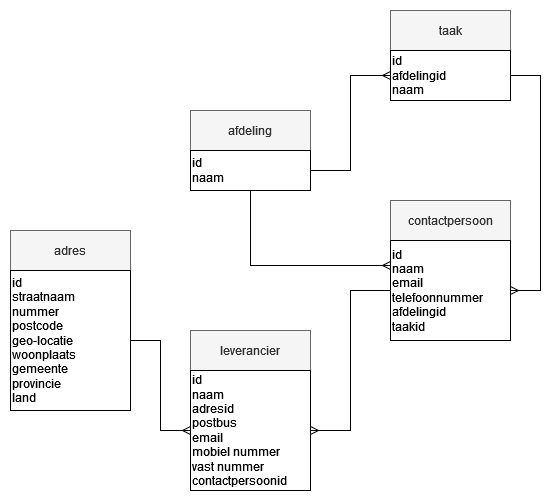 taak
id
afdelingid
naam
afdeling
id
naam
contactpersoon
id
naam
email
telefoonnummer
afdelingid
taakid
adres
id
straatnaam
nummer
postcode
geo-locatie
woonplaats
gemeente
provincie
land
leverancier
id
naam
adresid
postbus
email
mobiel nummer
vast nummer
contactpersoonid